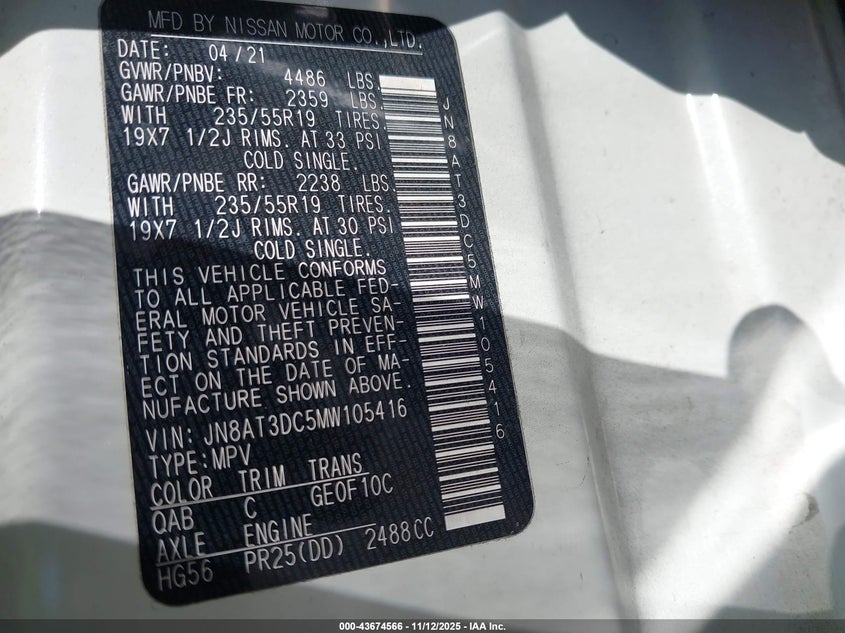 MFD BY NISSAN MOTOR CO.,LTD.
DATE: 04/21
GVWR/PNBV: 4486 LBS.
GAWR/PNBE FR: 2359 LBS.
WITH 235/55R19 TIRES.
19X7 1/2J RIMS. AT 33 PSI
COLD SINGLE.
GAWR/PNBE RR: 2238 LBS.
WITH 235/55R19 TIRES.
19X7 1/2J RIMS. AT 30 PSI
COLD SINGLE.
THIS VEHICLE CONFORMS
TO ALL APPLICABLE FED-
ERAL MOTOR VEHICLE SA-
FETY AND THEFT PREVEN-
TION STANDARDS IN EFF-
ECT ON THE DATE OF MA-
NUFACTURE SHOWN ABOVE.
VIN: JN8AT3DC5MW105416
TYPE:MPV
COLOR TRIM TRANS
QAB C GE0F10C
AXLE ENGINE
HG56 PR25(DD) 2488CC
JN8AT3DC5MW105416
000-43674566 - 11/12/2025 - IAA Inc.